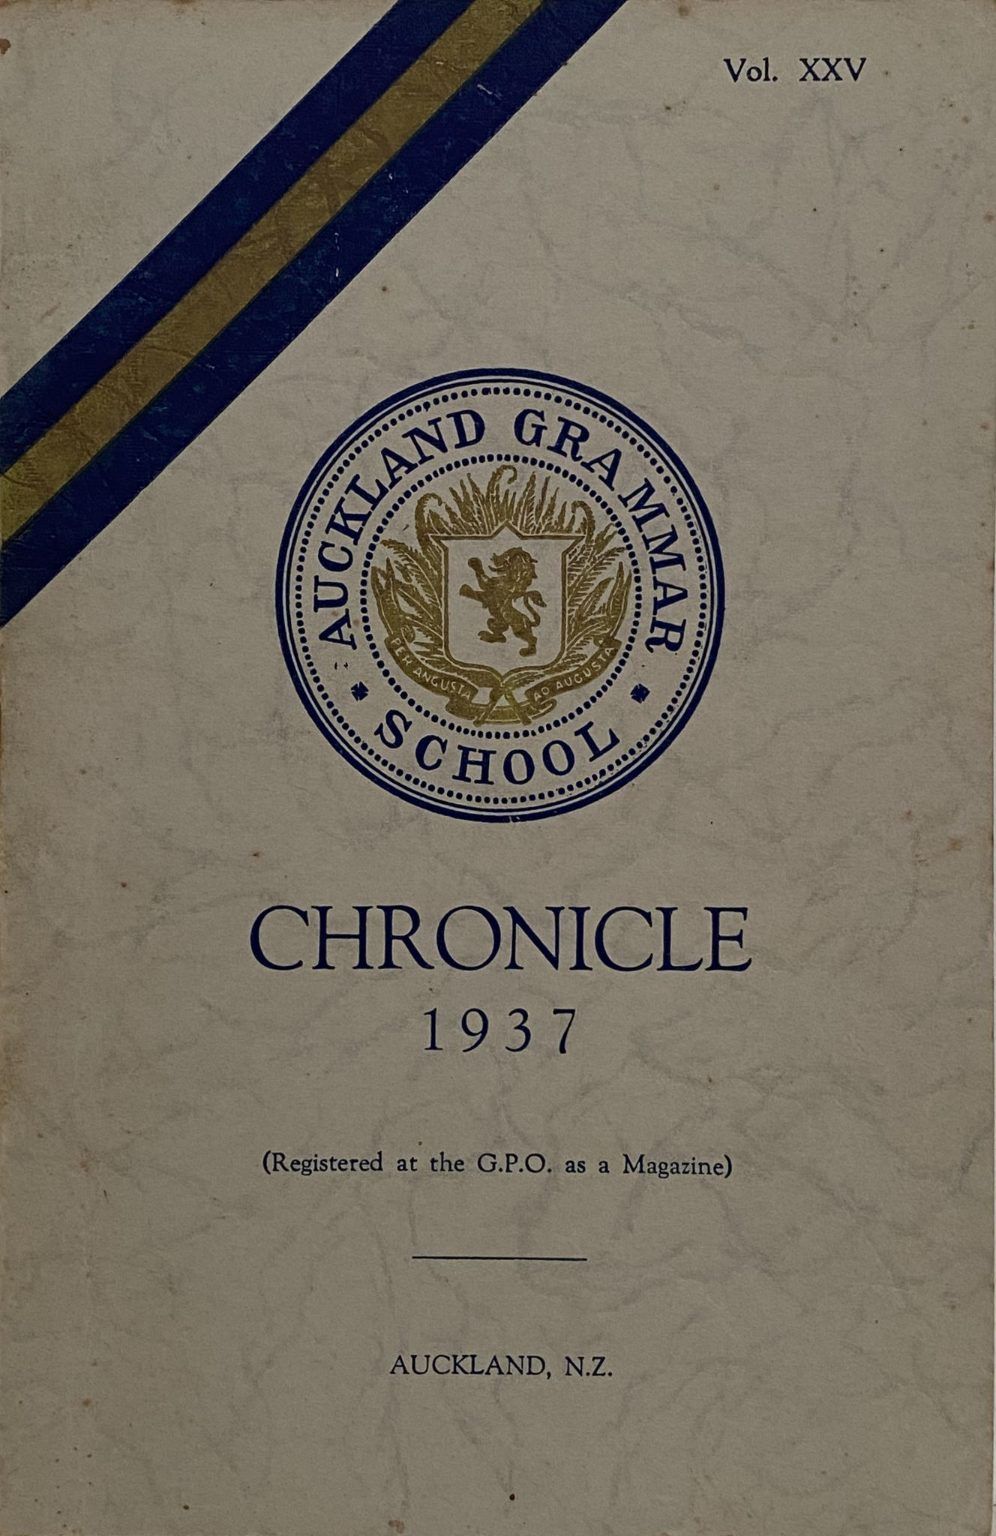 Vol. XXV
AUCKLAND GRAMMAR
SCHOOL
PER ANGUSTA
AD AUGUSTA
CHRONICLE
1937
(Registered at the G.P.O. as a Magazine)
AUCKLAND, N.Z.